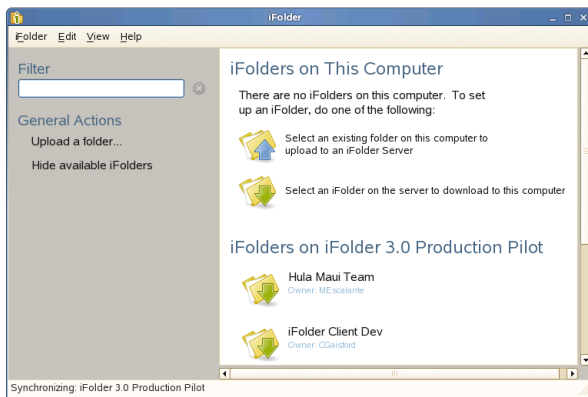 iFolder
iFolder Edit View Help
Filter
General Actions
Upload a folder...
Hide available iFolders
iFolders on This Computer
There are no iFolders on this computer. To set
up an iFolder, do one of the following:
Select an existing folder on this computer to
upload to an iFolder Server
Select an iFolder on the server to download to this computer
iFolders on iFolder 3.0 Production Pilot
Hula Maui Team
Owner: MEscalante
iFolder Client Dev
Owner: CGaisford
Synchronizing: iFolder 3.0 Production Pilot